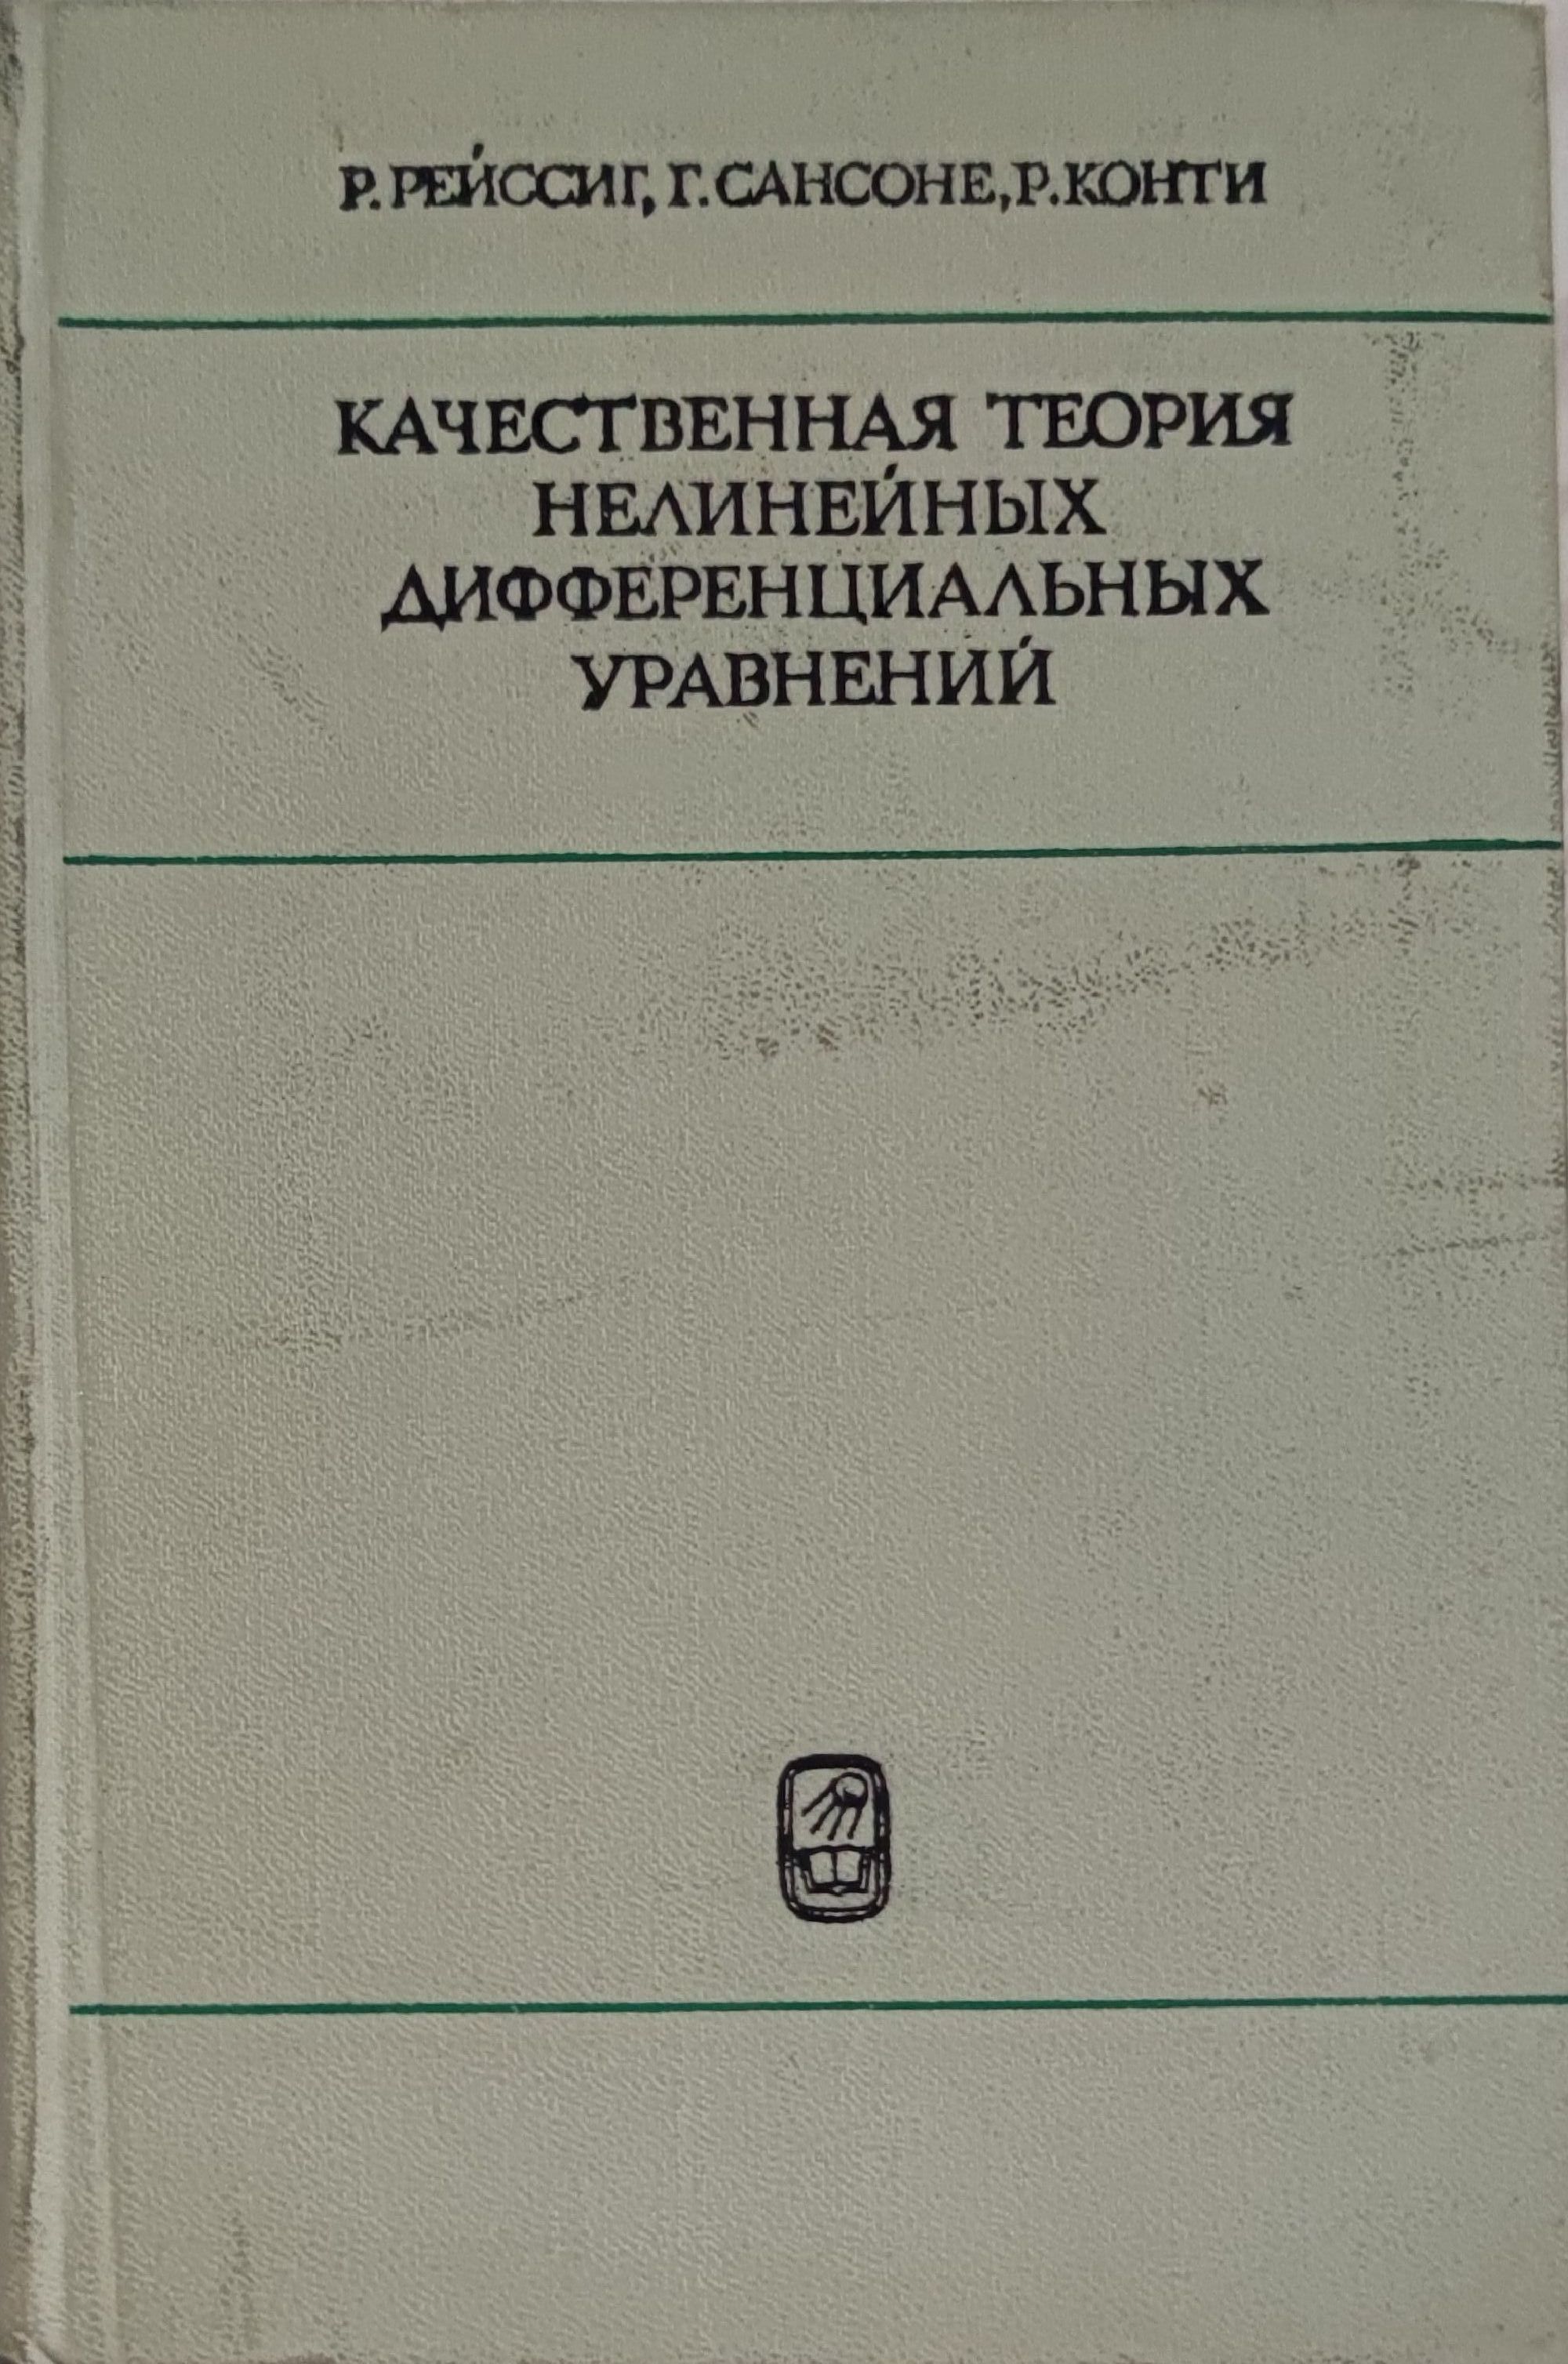 Р. РЕЙССИГ, Г. САНСОНЕ, Р. КОНТИ
КАЧЕСТВЕННАЯ ТЕОРИЯ
НЕЛИНЕЙНЫХ
ДИФФЕРЕНЦИАЛЬНЫХ
УРАВНЕНИЙ